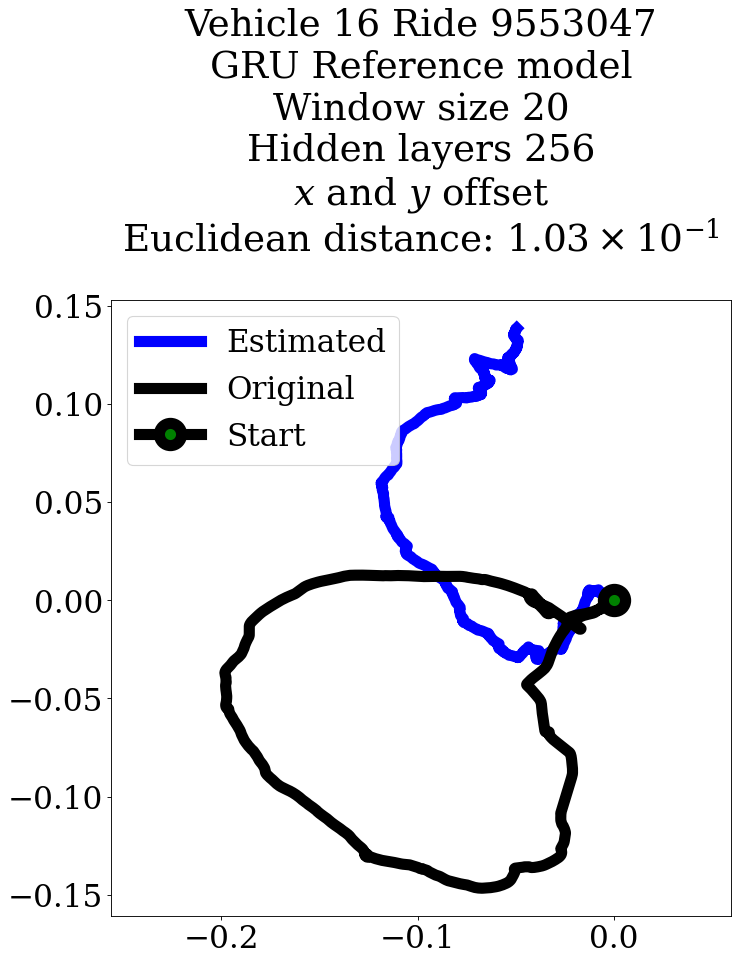 Vehicle 16 Ride 9553047
GRU Reference model
Window size 20
Hidden layers 256
x and y offset
Euclidean distance: 1.03 × 10⁻¹
0.15
0.10
0.05
0.00
−0.05
−0.10
−0.15
Estimated
Original
Start
−0.2
−0.1
0.0